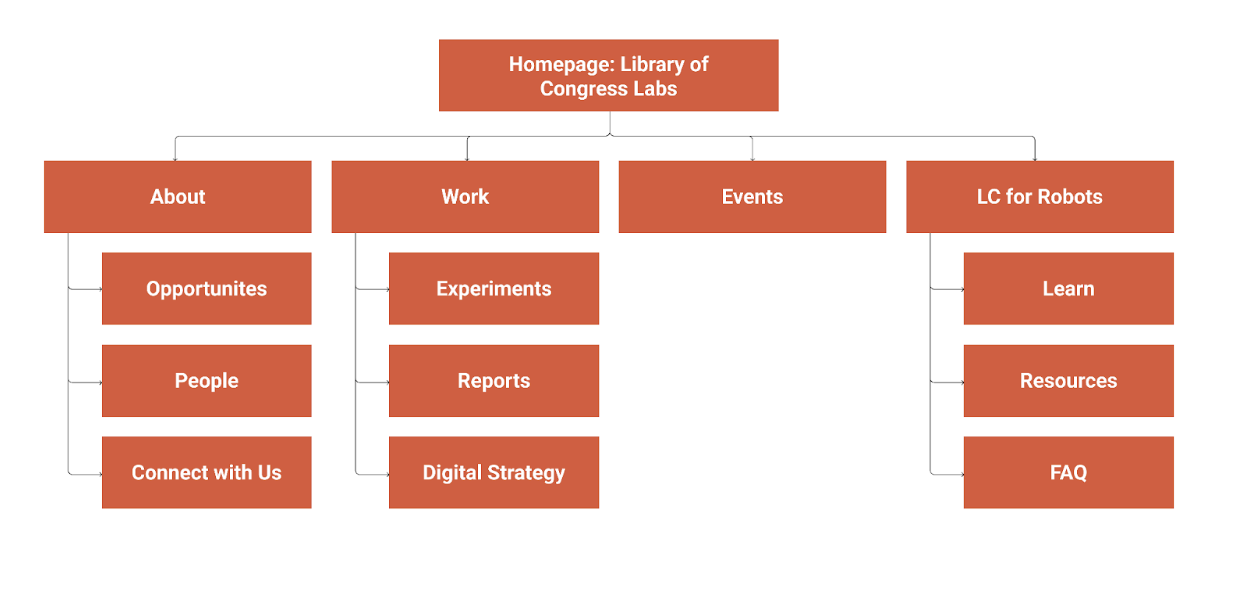 Homepage: Library of
Congress Labs
About
Work
Events
LC for Robots
Opportunites
Experiments
Learn
People
Reports
Resources
Connect with Us
Digital Strategy
FAQ